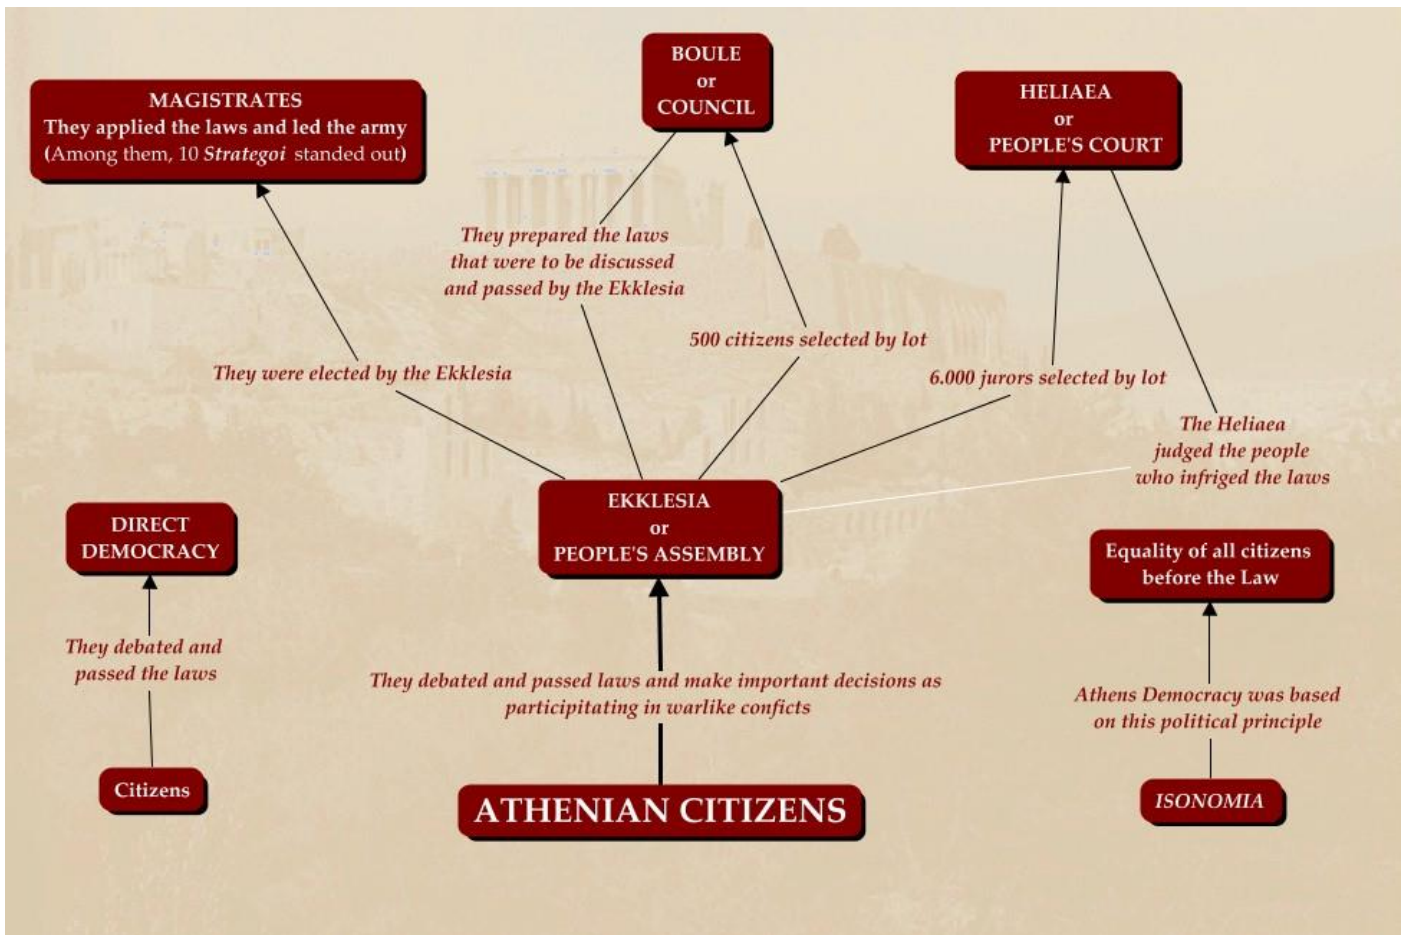 BOULE
or
COUNCIL
MAGISTRATES
They applied the laws and led the army
(Among them, 10 Strategoi standed out)
HELIAEA
or
PEOPLE'S COURT
They prepared the laws
that were to be discussed
and passed by the Ekklesia
500 citizens selected by lot
They were elected by the Ekklesia
6.000 jurors selected by lot
The Heliaea
judged the people
who infriged the laws
EKKLESIA
or
PEOPLE'S ASSEMBLY
DIRECT
DEMOCRACY
Equality of all citizens
before the Law
They debated and
passed the laws
They debated and passed laws and make important decisions as
participitating in warlike conficts
Athens Democracy was based
on this political principle
Citizens
ATHENIAN CITIZENS
ISONOMIA